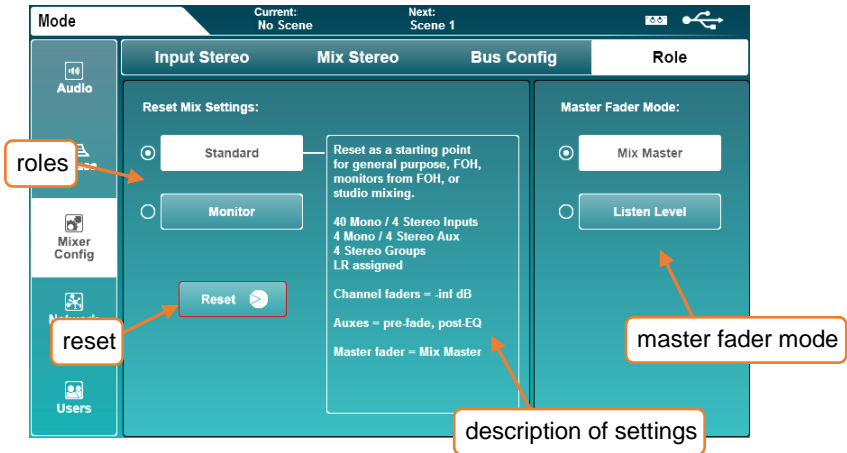 Mode
Current:
No Scene
Next:
Scene 1
Input Stereo
Mix Stereo
Bus Config
Role
Audio
Mixer
Config
Users
Reset Mix Settings:
Standard
Monitor
Reset
Reset as a starting point
for general purpose, FOH,
monitors from FOH, or
studio mixing.
40 Mono / 4 Stereo Inputs
4 Mono / 4 Stereo Aux
4 Stereo Groups
LR assigned
Channel faders = -inf dB
Auxes = pre-fade, post-EQ
Master fader = Mix Master
Master Fader Mode:
Mix Master
Listen Level
roles
reset
master fader mode
description of settings